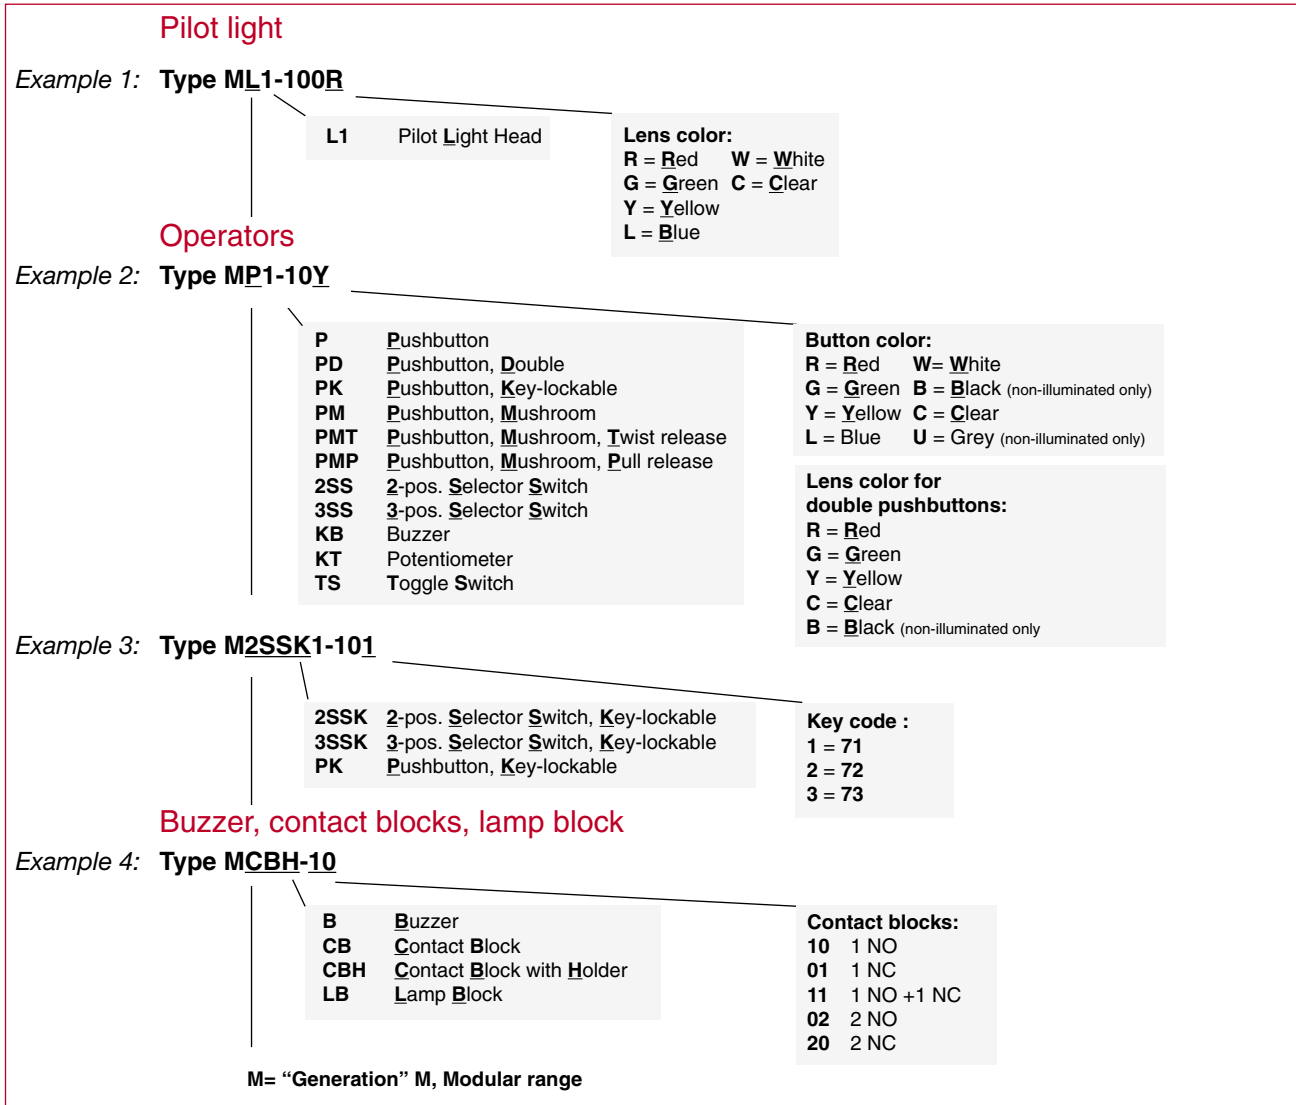 Pilot light
Example 1: Type ML1-100R
L1 Pilot Light Head
Lens color:
R = Red W = White
G = Green C = Clear
Y = Yellow
L = Blue
Operators
Example 2: Type MP1-10Y
P Pushbutton
PD Pushbutton, Double
PK Pushbutton, Key-lockable
PM Pushbutton, Mushroom
PMT Pushbutton, Mushroom, Twist release
PMP Pushbutton, Mushroom, Pull release
2SS 2-pos. Selector Switch
3SS 3-pos. Selector Switch
KB Buzzer
KT Potentiometer
TS Toggle Switch
Button color:
R = Red W= White
G = Green B = Black (non-illuminated only)
Y = Yellow C = Clear
L = Blue U = Grey (non-illuminated only)
Lens color for
double pushbuttons:
R = Red
G = Green
Y = Yellow
C = Clear
B = Black (non-illuminated only
Example 3: Type M2SSK1-101
2SSK 2-pos. Selector Switch, Key-lockable
3SSK 3-pos. Selector Switch, Key-lockable
PK Pushbutton, Key-lockable
Key code :
1 = 71
2 = 72
3 = 73
Buzzer, contact blocks, lamp block
Example 4: Type MCBH-10
B Buzzer
CB Contact Block
CBH Contact Block with Holder
LB Lamp Block
Contact blocks:
10 1 NO
01 1 NC
11 1 NO +1 NC
02 2 NO
20 2 NC
M= “Generation” M, Modular range